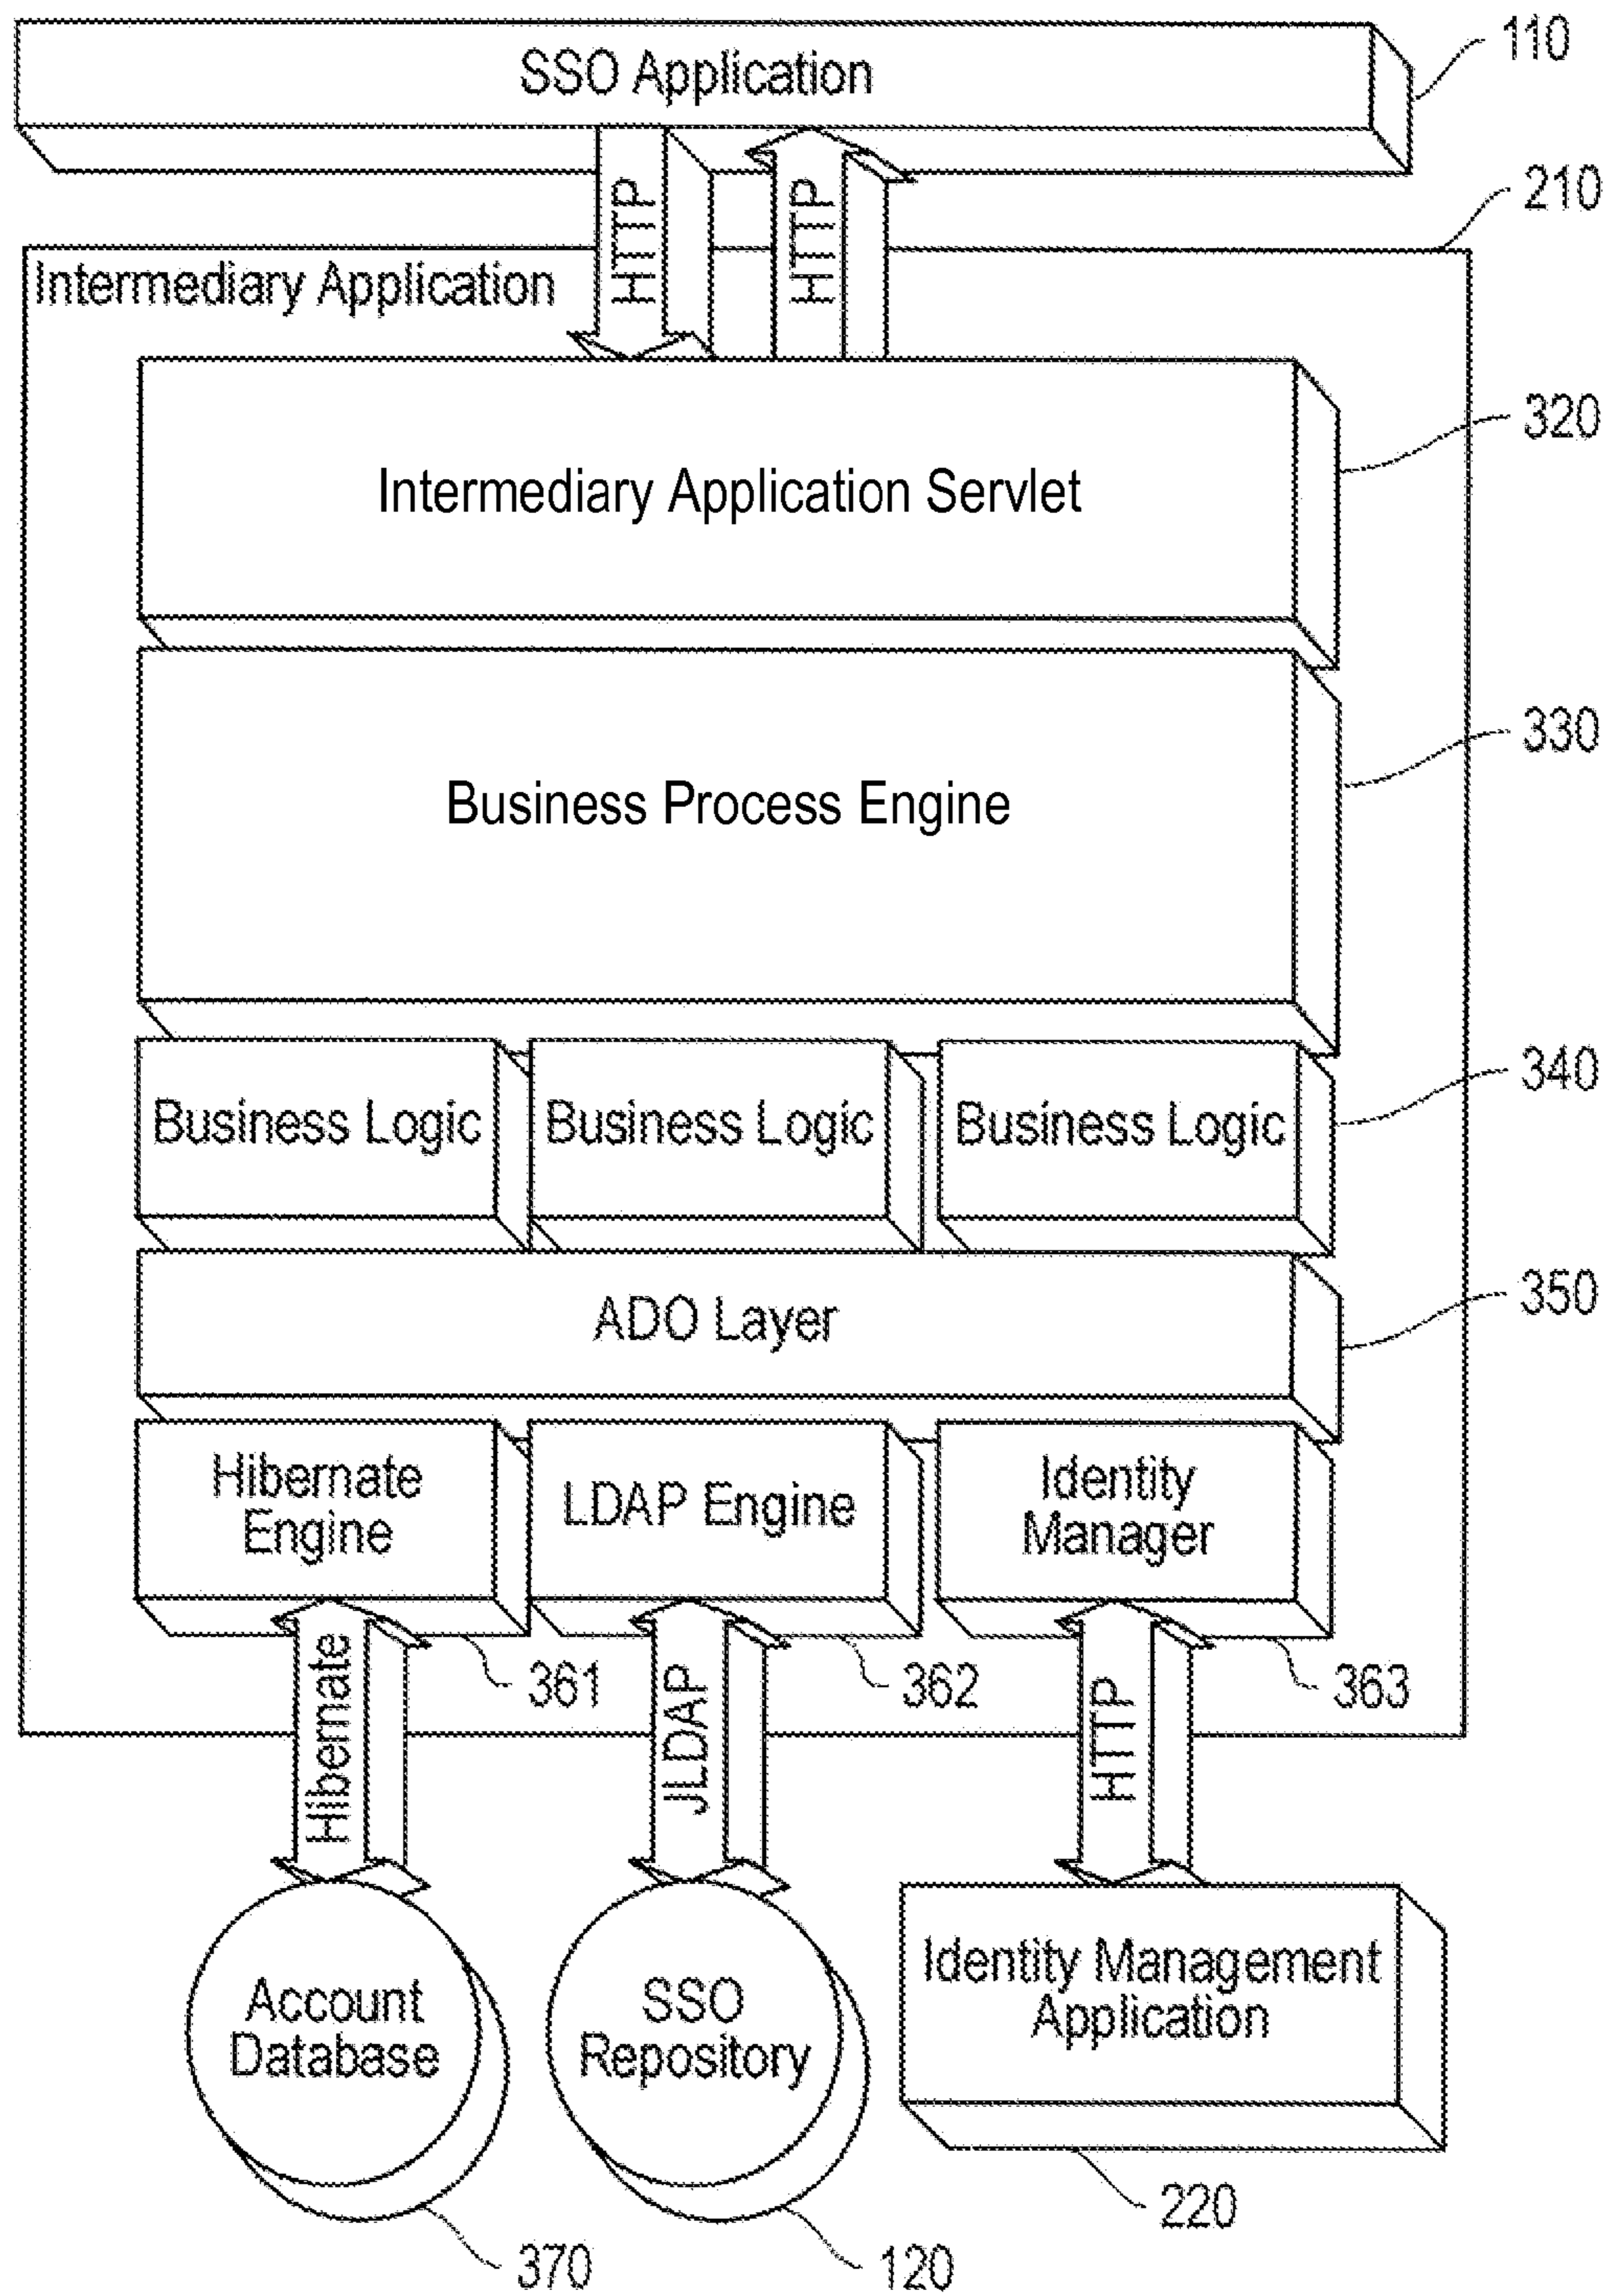 SSO Application
110
HTTP
HTTP
210
Intermediary Application
Intermediary Application Servlet
320
Business Process Engine
330
Business Logic
Business Logic
Business Logic
340
ADO Layer
350
Hibernate
Engine
LDAP Engine
Identity
Manager
361
362
363
Hibernate
JLDAP
HTTP
Account
Database
SSO
Repository
Identity Management
Application
220
370
120